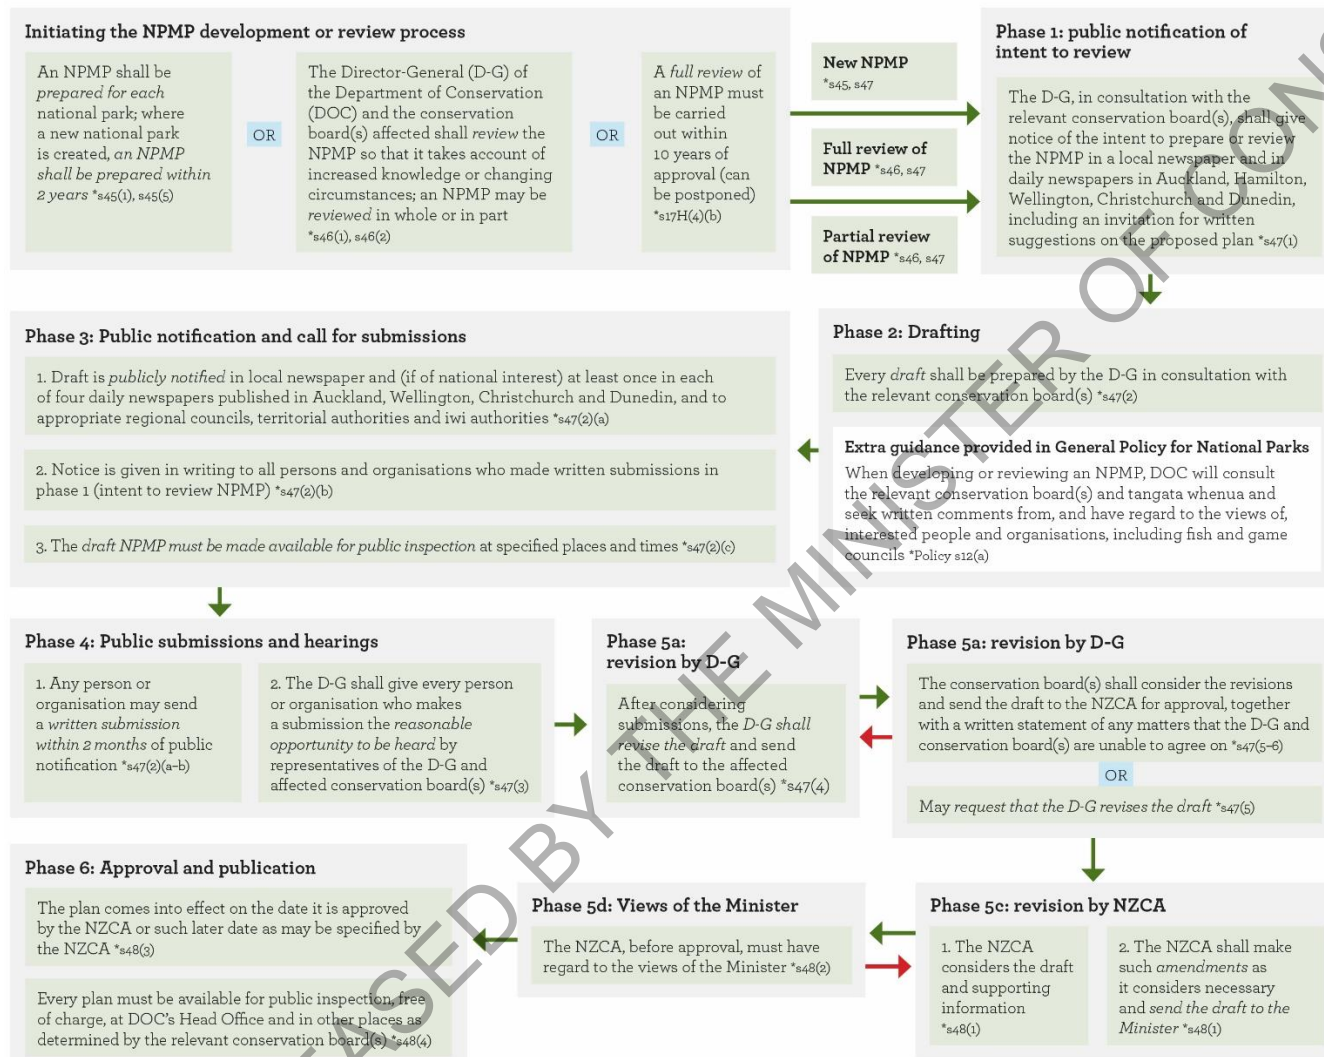 Initiating the NPMP development or review process
An NPMP shall be
prepared for each
national park; where
a new national park
is created, an NPMP
shall be prepared within
2 years *s45(1), s45(5)
OR
The Director-General (D-G) of
the Department of Conservation
(DOC) and the conservation
board(s) affected shall review the
NPMP so that it takes account of
increased knowledge or changing
circumstances; an NPMP may be
reviewed in whole or in part
*s46(1), s46(2)
OR
A full review of
an NPMP must
be carried
out within
10 years of
approval (can
be postponed)
*s17H(4)(b)
New NPMP
*s45, s47
Full review of
NPMP *s46, s47
Partial review
of NPMP *s46, s47
Phase 1: public notification of
intent to review
The D-G, in consultation with the
relevant conservation board(s), shall give
notice of the intent to prepare or review
the NPMP in a local newspaper and in
daily newspapers in Auckland, Hamilton,
Wellington, Christchurch and Dunedin,
including an invitation for written
suggestions on the proposed plan *s47(1)
Phase 2: Drafting
Every draft shall be prepared by the D-G in consultation with
the relevant conservation board(s) *s47(2)
Extra guidance provided in General Policy for National Parks
When developing or reviewing an NPMP, DOC will consult
the relevant conservation board(s) and tangata whenua and
seek written comments from, and have regard to the views of,
interested people and organisations, including fish and game
councils *Policy s12(a)
Phase 3: Public notification and call for submissions
1. Draft is publicly notified in local newspaper and (if of national interest) at least once in each
of four daily newspapers published in Auckland, Wellington, Christchurch and Dunedin, and to
appropriate regional councils, territorial authorities and iwi authorities *s47(2)(a)
2. Notice is given in writing to all persons and organisations who made written submissions in
phase 1 (intent to review NPMP) *s47(2)(b)
3. The draft NPMP must be made available for public inspection at specified places and times *s47(2)(c)
Phase 4: Public submissions and hearings
1. Any person or
organisation may send
a written submission
within 2 months of public
notification *s47(2)(a–b)
2. The D-G shall give every person
or organisation who makes
a submission the reasonable
opportunity to be heard by
representatives of the D-G and
affected conservation board(s) *s47(3)
Phase 5a:
revision by D-G
After considering
submissions, the D-G shall
revise the draft and send
the draft to the affected
conservation board(s) *s47(4)
Phase 5a: revision by D-G
The conservation board(s) shall consider the revisions
and send the draft to the NZCA for approval, together
with a written statement of any matters that the D-G and
conservation board(s) are unable to agree on *s47(5–6)
OR
May request that the D-G revises the draft *s47(5)
Phase 5c: revision by NZCA
1. The NZCA
considers the draft
and supporting
information
*s48(1)
2. The NZCA shall make
such amendments as
it considers necessary
and send the draft to the
Minister *s48(1)
Phase 5d: Views of the Minister
The NZCA, before approval, must have
regard to the views of the Minister *s48(2)
Phase 6: Approval and publication
The plan comes into effect on the date it is approved
by the NZCA or such later date as may be specified by
the NZCA *s48(3)
Every plan must be available for public inspection, free
of charge, at DOC's Head Office and in other places as
determined by the relevant conservation board(s) *s48(4)
BY THE MINISTER OF